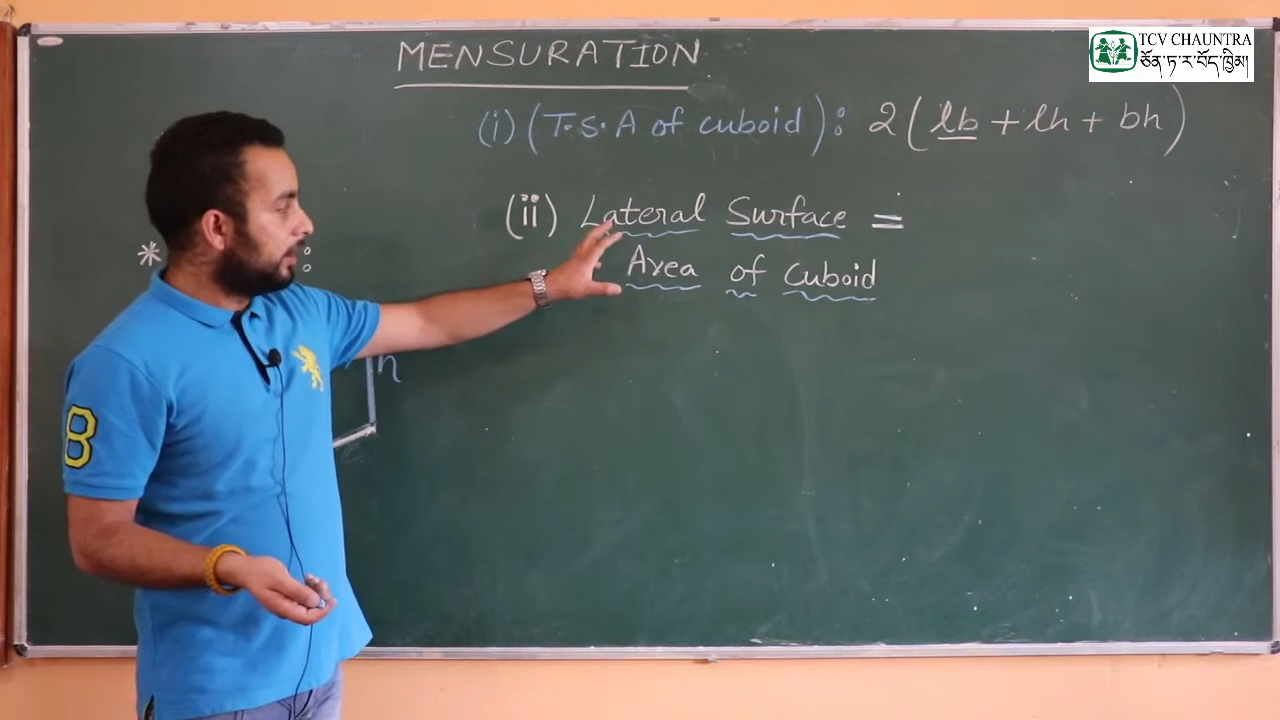 MENSURATION
TCV CHAUNTRA
ཅོན་ཏ་ར་བོད་ཁྱིམ།
(i) (T.S.A of cuboid): 2(lb + lh + bh)
(ii) Lateral Surface =
Area of cuboid
* :
h
B